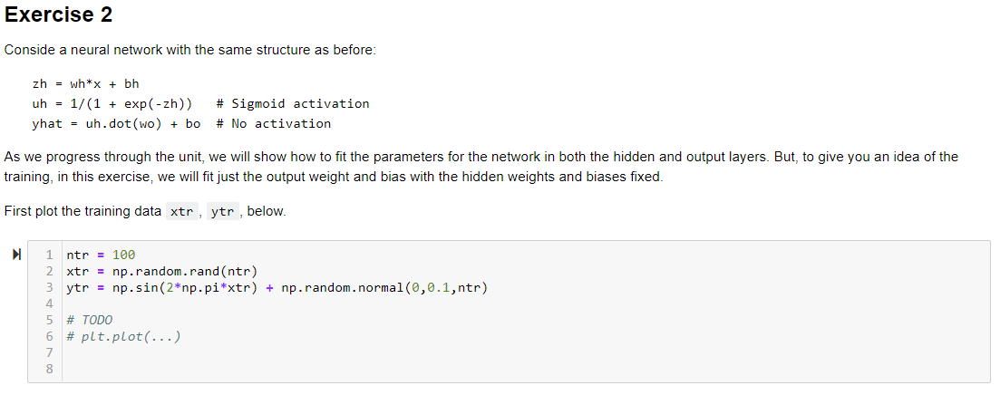 Exercise 2
Conside a neural network with the same structure as before:
zh = wh*x + bh
uh = 1/(1 + exp(-zh))   # Sigmoid activation
yhat = uh.dot(wo) + bo  # No activation
As we progress through the unit, we will show how to fit the parameters for the network in both the hidden and output layers. But, to give you an idea of the
training, in this exercise, we will fit just the output weight and bias with the hidden weights and biases fixed.
First plot the training data xtr , ytr , below.
1 ntr = 100
2 xtr = np.random.rand(ntr)
3 ytr = np.sin(2*np.pi*xtr) + np.random.normal(0,0.1,ntr)
4
5 # TODO
6 # plt.plot(...)
7
8